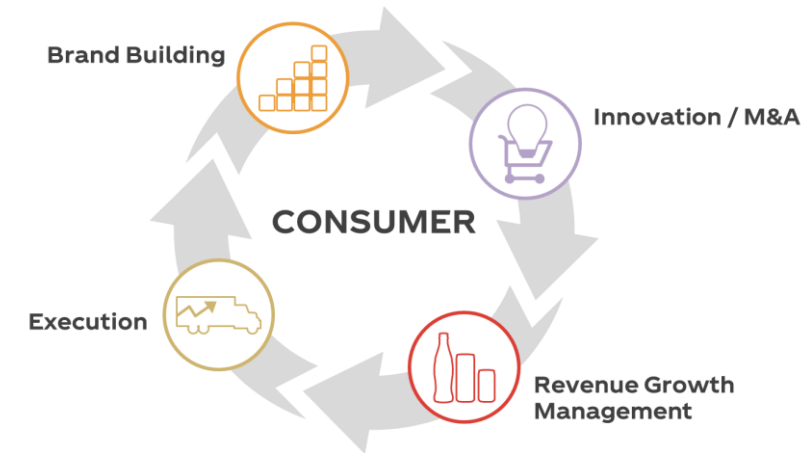 Brand Building
Innovation / M&A
CONSUMER
Execution
Revenue Growth
Management